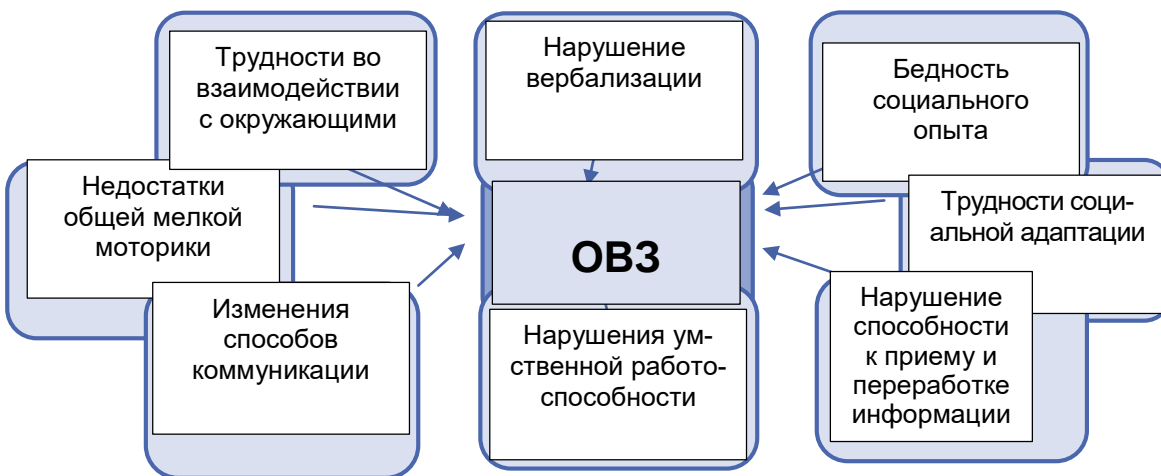 Трудности во
взаимодействии
с окружающими
Нарушение
вербализации
Бедность
социального
опыта
Недостатки
общей мелкой
моторики
ОВЗ
Трудности соци-
альной адаптации
Изменения
способов
коммуникации
Нарушения ум-
ственной работо-
способности
Нарушение
способности
к приему и
переработке
информации